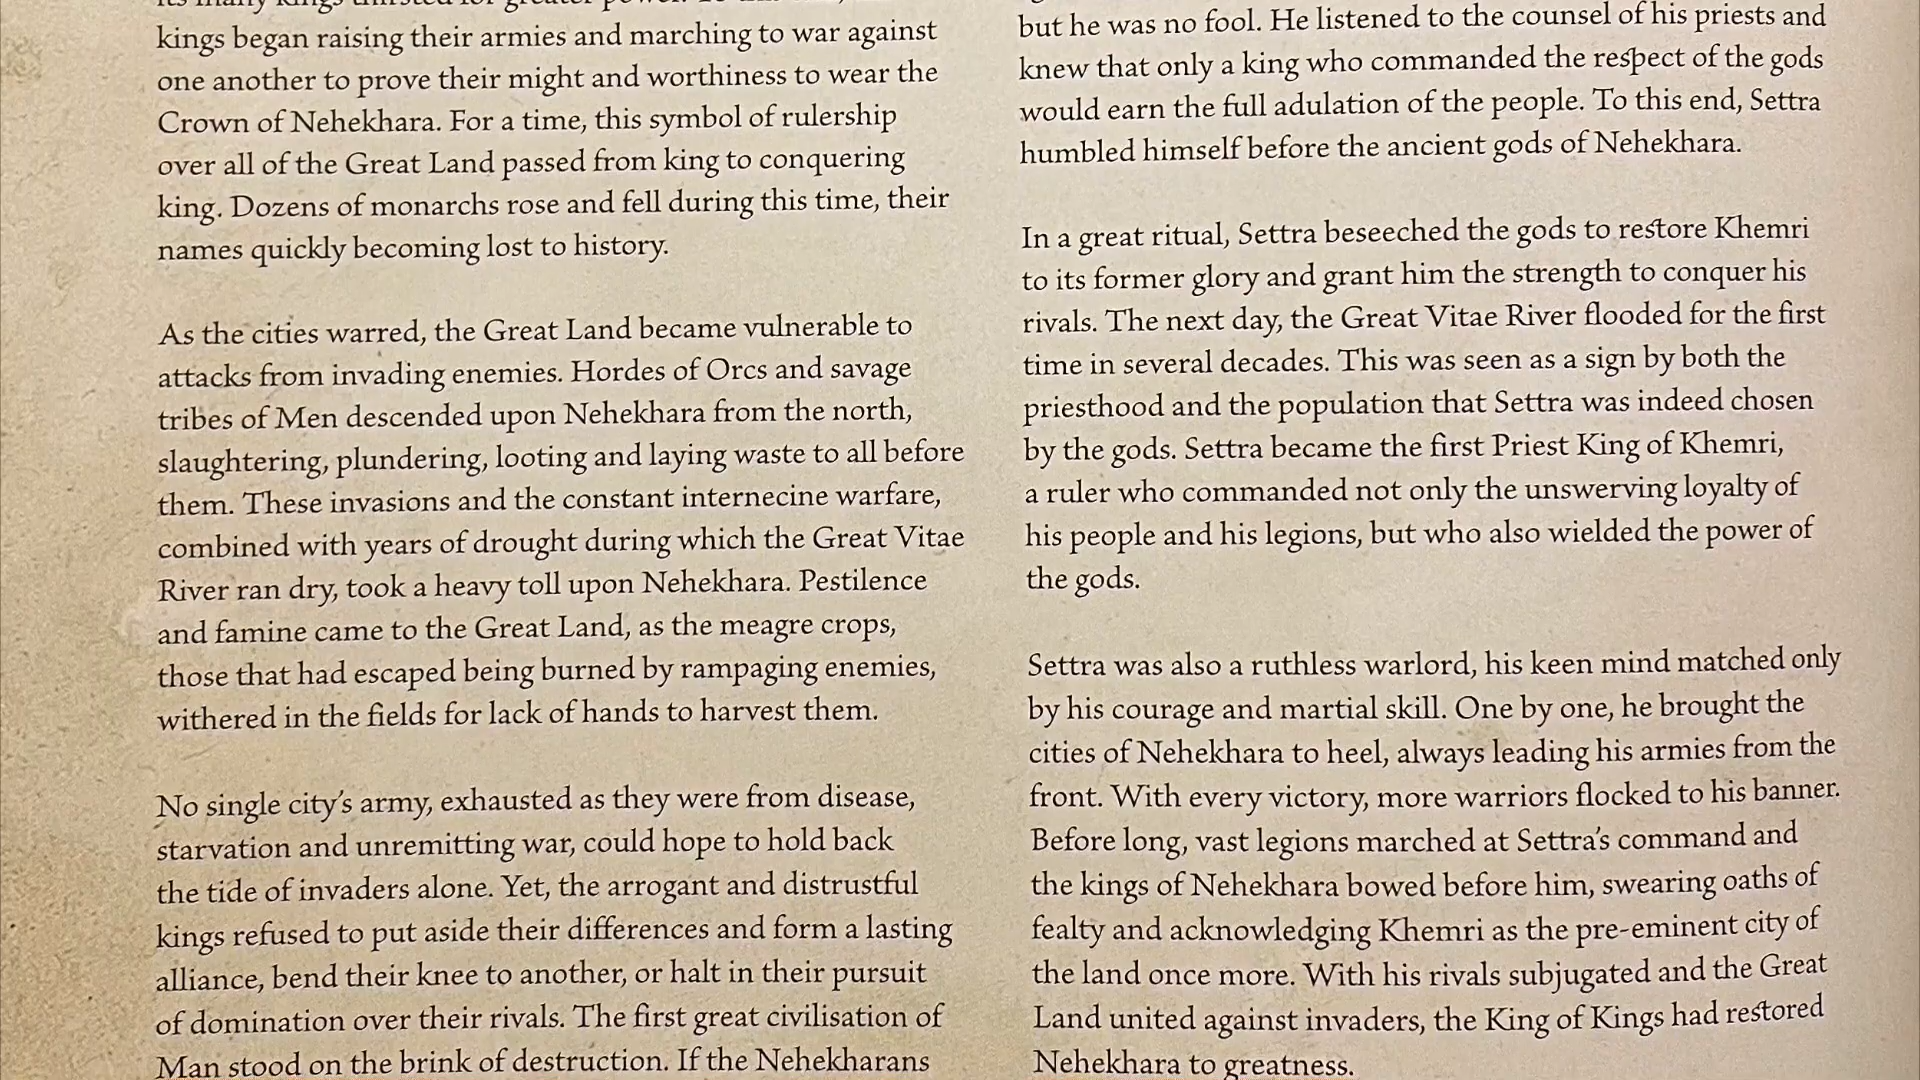 kings began raising their armies and marching to war against
one another to prove their might and worthiness to wear the
Crown of Nehekhara. For a time, this symbol of rulership
over all of the Great Land passed from king to conquering
king. Dozens of monarchs rose and fell during this time, their
names quickly becoming lost to history.
As the cities warred, the Great Land became vulnerable to
attacks from invading enemies. Hordes of Orcs and savage
tribes of Men descended upon Nehekhara from the north,
slaughtering, plundering, looting and laying waste to all before
them. These invasions and the constant internecine warfare,
combined with years of drought during which the Great Vitae
River ran dry, took a heavy toll upon Nehekhara. Pestilence
and famine came to the Great Land, as the meagre crops,
those that had escaped being burned by rampaging enemies,
withered in the fields for lack of hands to harvest them.
No single city's army, exhausted as they were from disease,
starvation and unremitting war, could hope to hold back
the tide of invaders alone. Yet, the arrogant and distrustful
kings refused to put aside their differences and form a lasting
alliance, bend their knee to another, or halt in their pursuit
of domination over their rivals. The first great civilisation of
Man stood on the brink of destruction. If the Nehekharans
but he was no fool. He listened to the counsel of his priests and
knew that only a king who commanded the respect of the gods
would earn the full adulation of the people. To this end, Settra
humbled himself before the ancient gods of Nehekhara.
In a great ritual, Settra beseeched the gods to restore Khemri
to its former glory and grant him the strength to conquer his
rivals. The next day, the Great Vitae River flooded for the first
time in several decades. This was seen as a sign by both the
priesthood and the population that Settra was indeed chosen
by the gods. Settra became the first Priest King of Khemri,
a ruler who commanded not only the unswerving loyalty of
his people and his legions, but who also wielded the power of
the gods.
Settra was also a ruthless warlord, his keen mind matched only
by his courage and martial skill. One by one, he brought the
cities of Nehekhara to heel, always leading his armies from the
front. With every victory, more warriors flocked to his banner.
Before long, vast legions marched at Settra's command and
the kings of Nehekhara bowed before him, swearing oaths of
fealty and acknowledging Khemri as the pre-eminent city of
the land once more. With his rivals subjugated and the Great
Land united against invaders, the King of Kings had restored
Nehekhara to greatness.